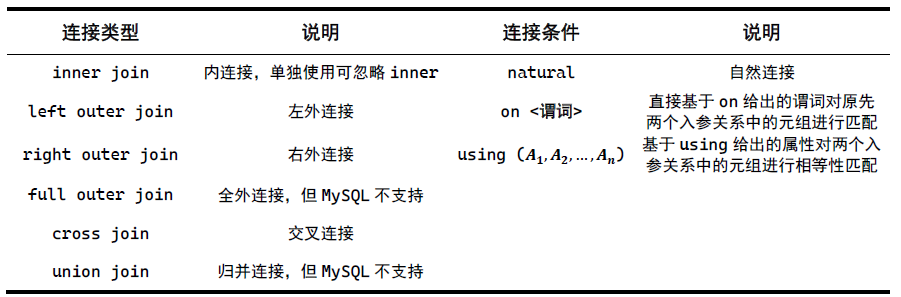 连接类型 说明 连接条件 说明
inner join 内连接，单独使用可忽略 inner natural 自然连接
left outer join 左外连接 on <谓词> 直接基于 on 给出的谓词对原先
两个入参关系中的元组进行匹配
right outer join 右外连接 using (A₁,A₂,…,Aₙ) 基于 using 给出的属性对两个入
参关系中的元组进行相等性匹配
full outer join 全外连接，但 MySQL 不支持
cross join 交叉连接
union join 归并连接，但 MySQL 不支持